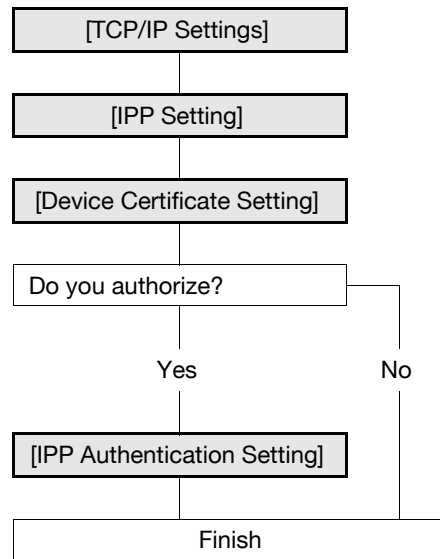 [TCP/IP Settings]
[IPP Setting]
[Device Certificate Setting]
Do you authorize?
Yes
No
[IPP Authentication Setting]
Finish